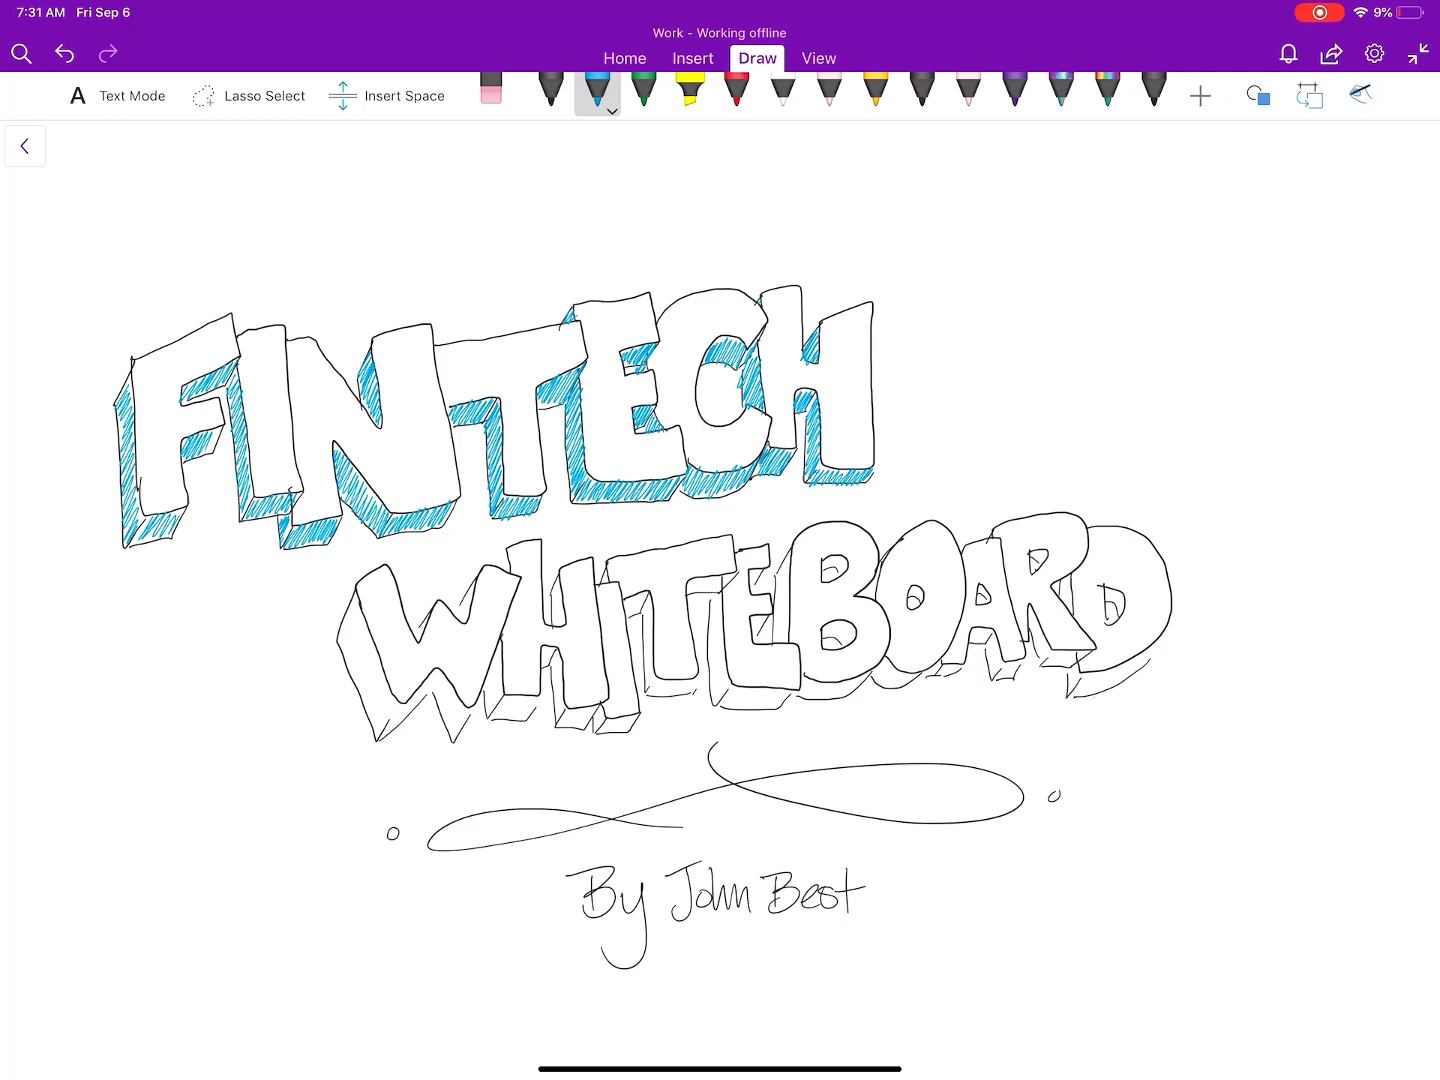 7:31 AM Fri Sep 6
9%
Work - Working offline
Home Insert Draw View
A Text Mode Lasso Select Insert Space
FINTECH
WHITEBOARD
By John Best